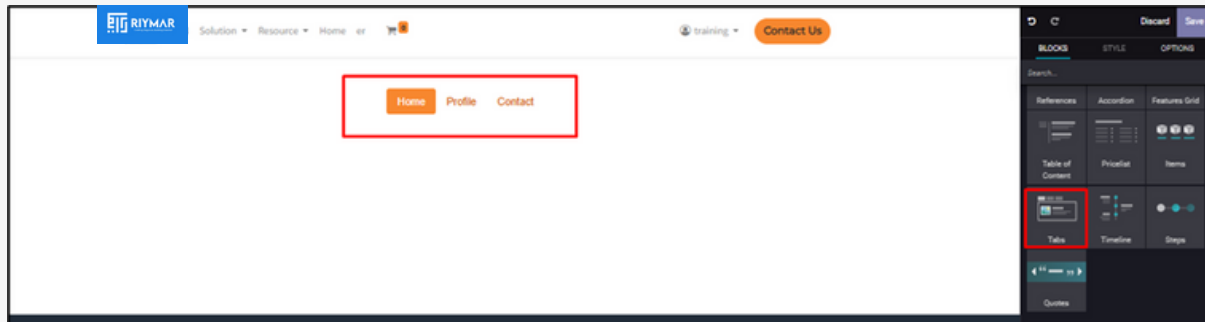 RIYMAR
Solution
Resource
Home
er
training
Contact Us
Home
Profile
Contact
Discard
Save
BLOCKS
STYLE
OPTIONS
Search...
References
Accordion
Features Grid
Table of
Content
Pricelist
Items
Tabs
Timeline
Steps
Quotes